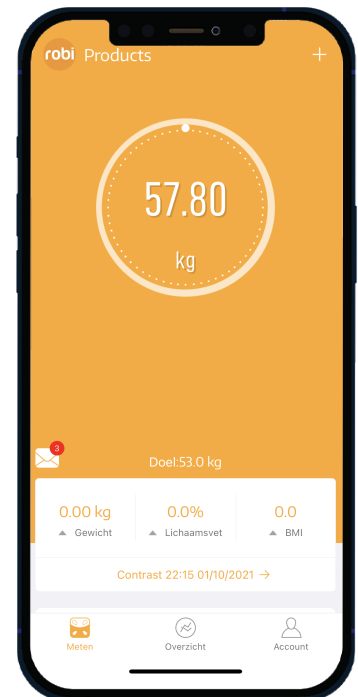 robi Products +
57.80
kg
3
Doel:53.0 kg
0.00 kg 0.0% 0.0
Gewicht Lichaamsvet BMI
Contrast 22:15 01/10/2021 →
Meten Overzicht Account